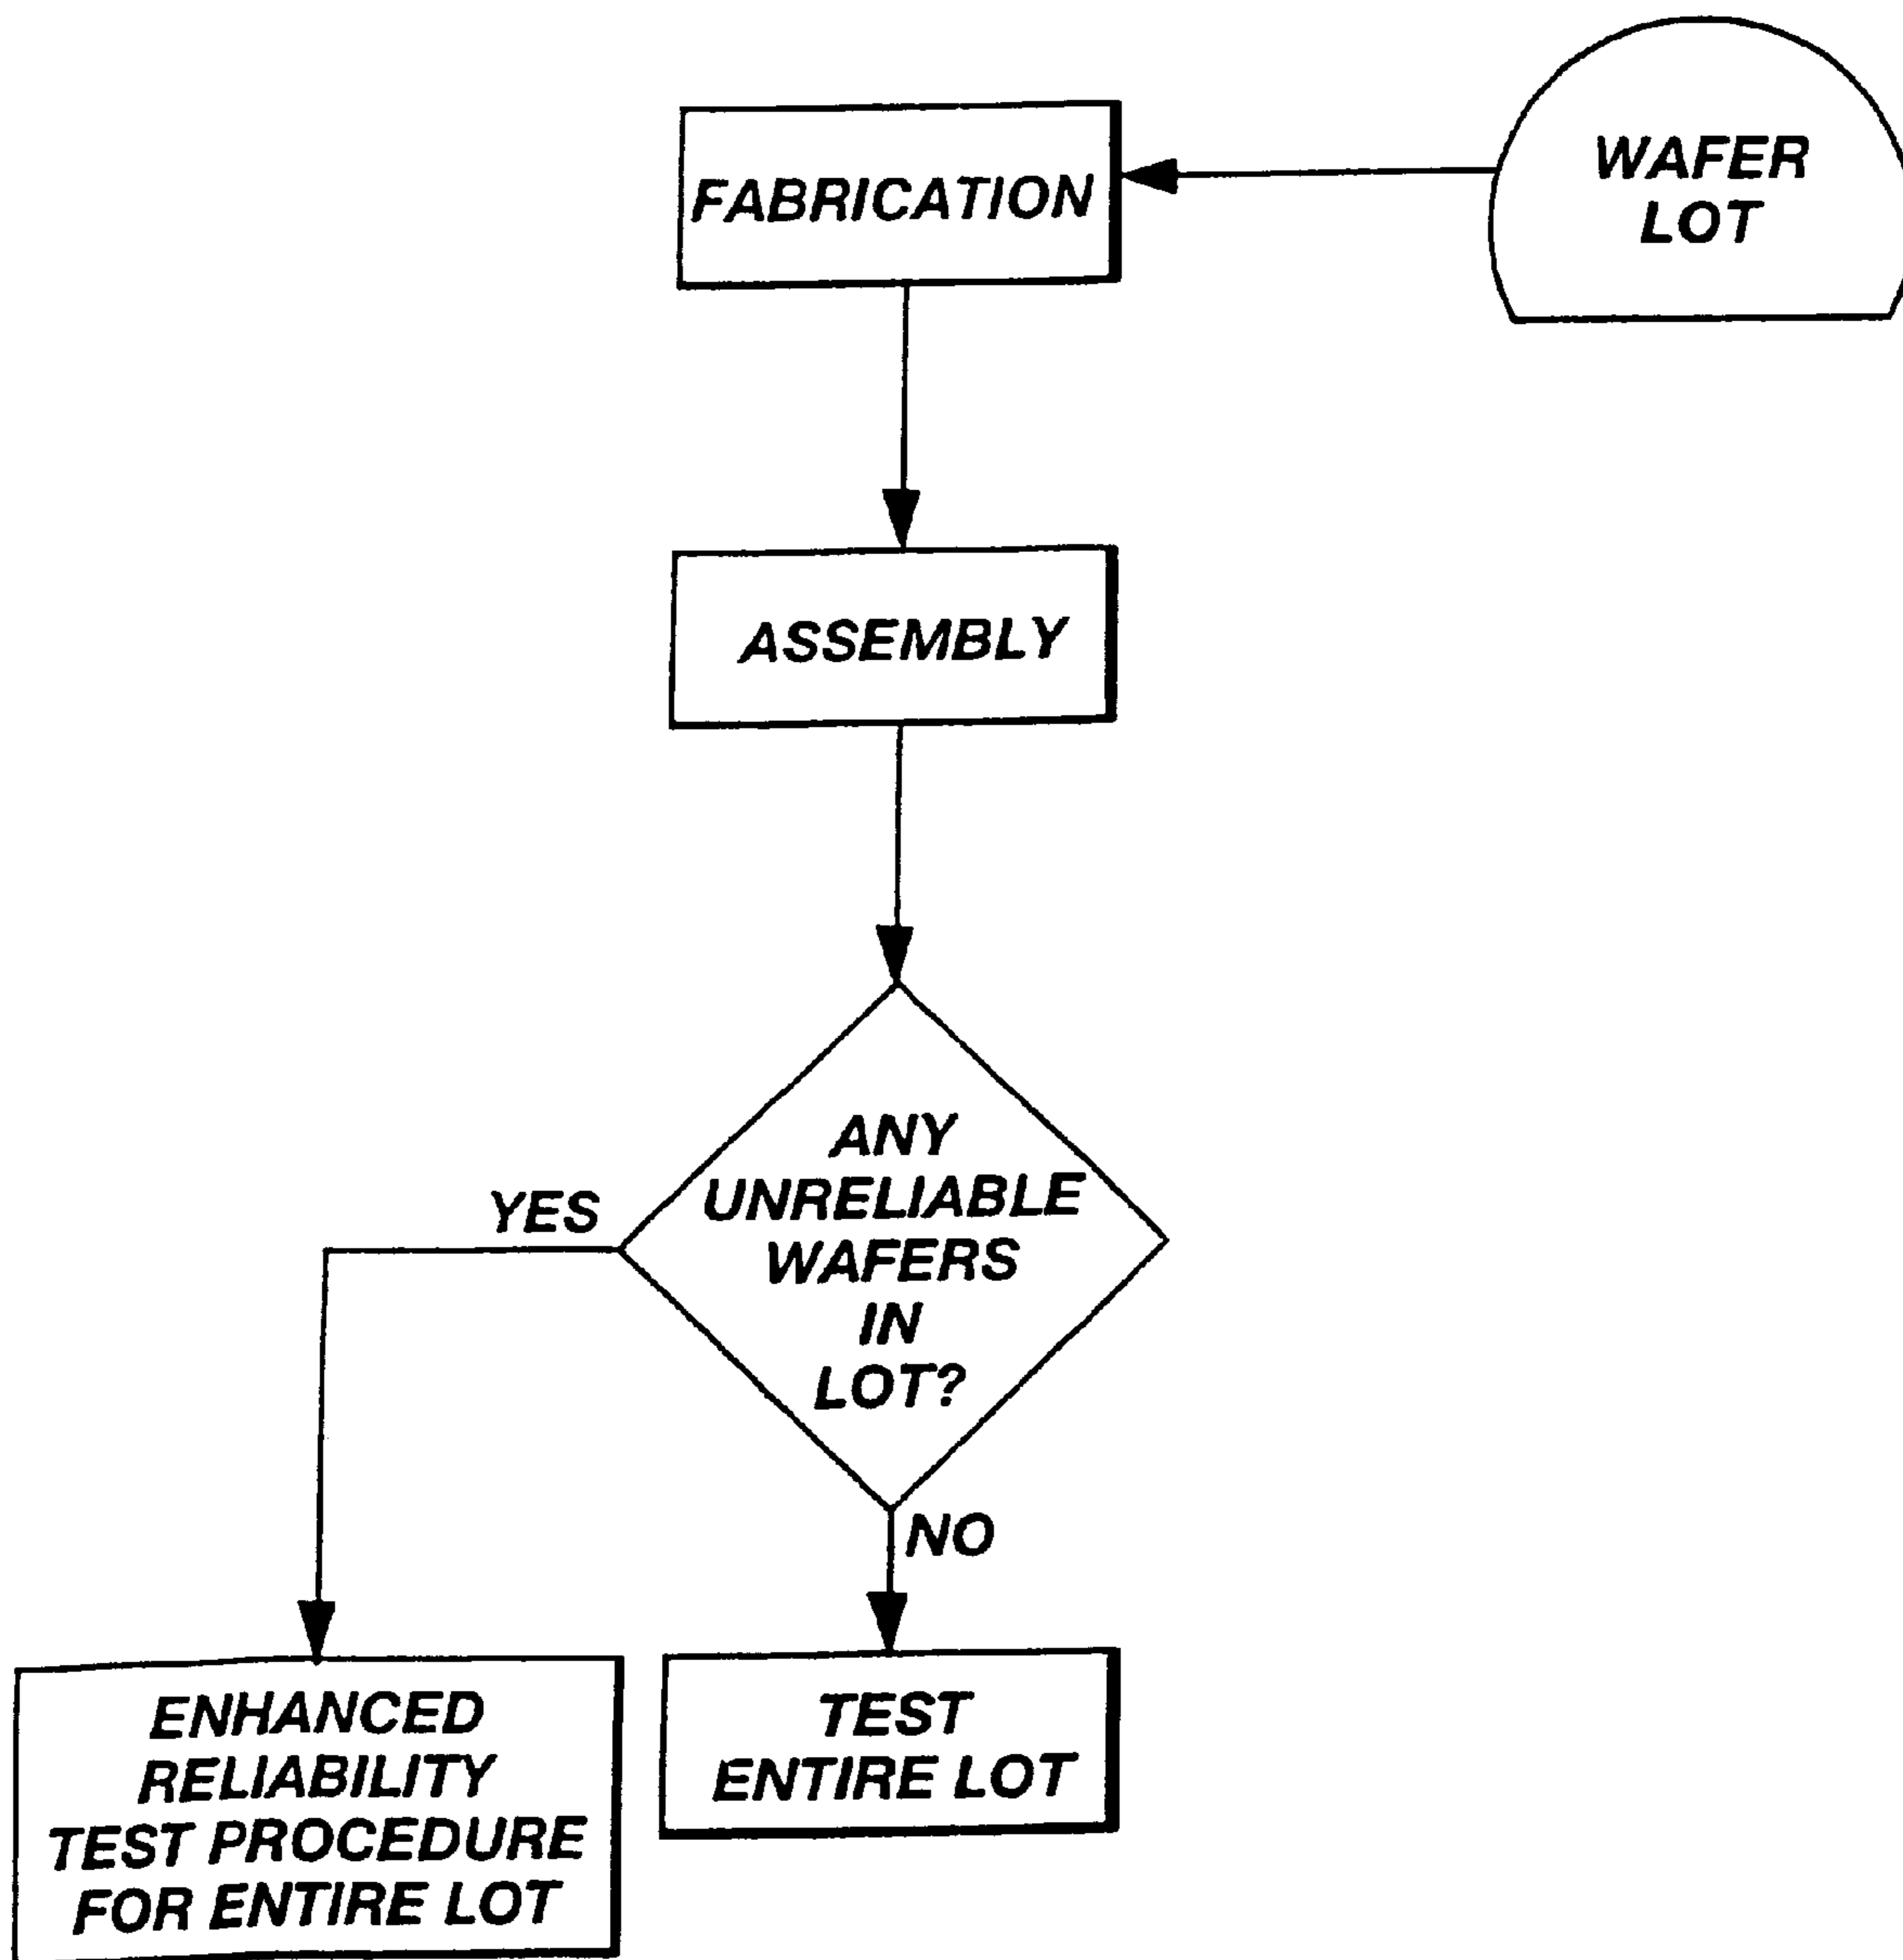 WAFER
LOT
FABRICATION
ASSEMBLY
ANY
UNRELIABLE
WAFERS
IN
LOT?
YES
NO
ENHANCED
RELIABILITY
TEST PROCEDURE
FOR ENTIRE LOT
TEST
ENTIRE LOT